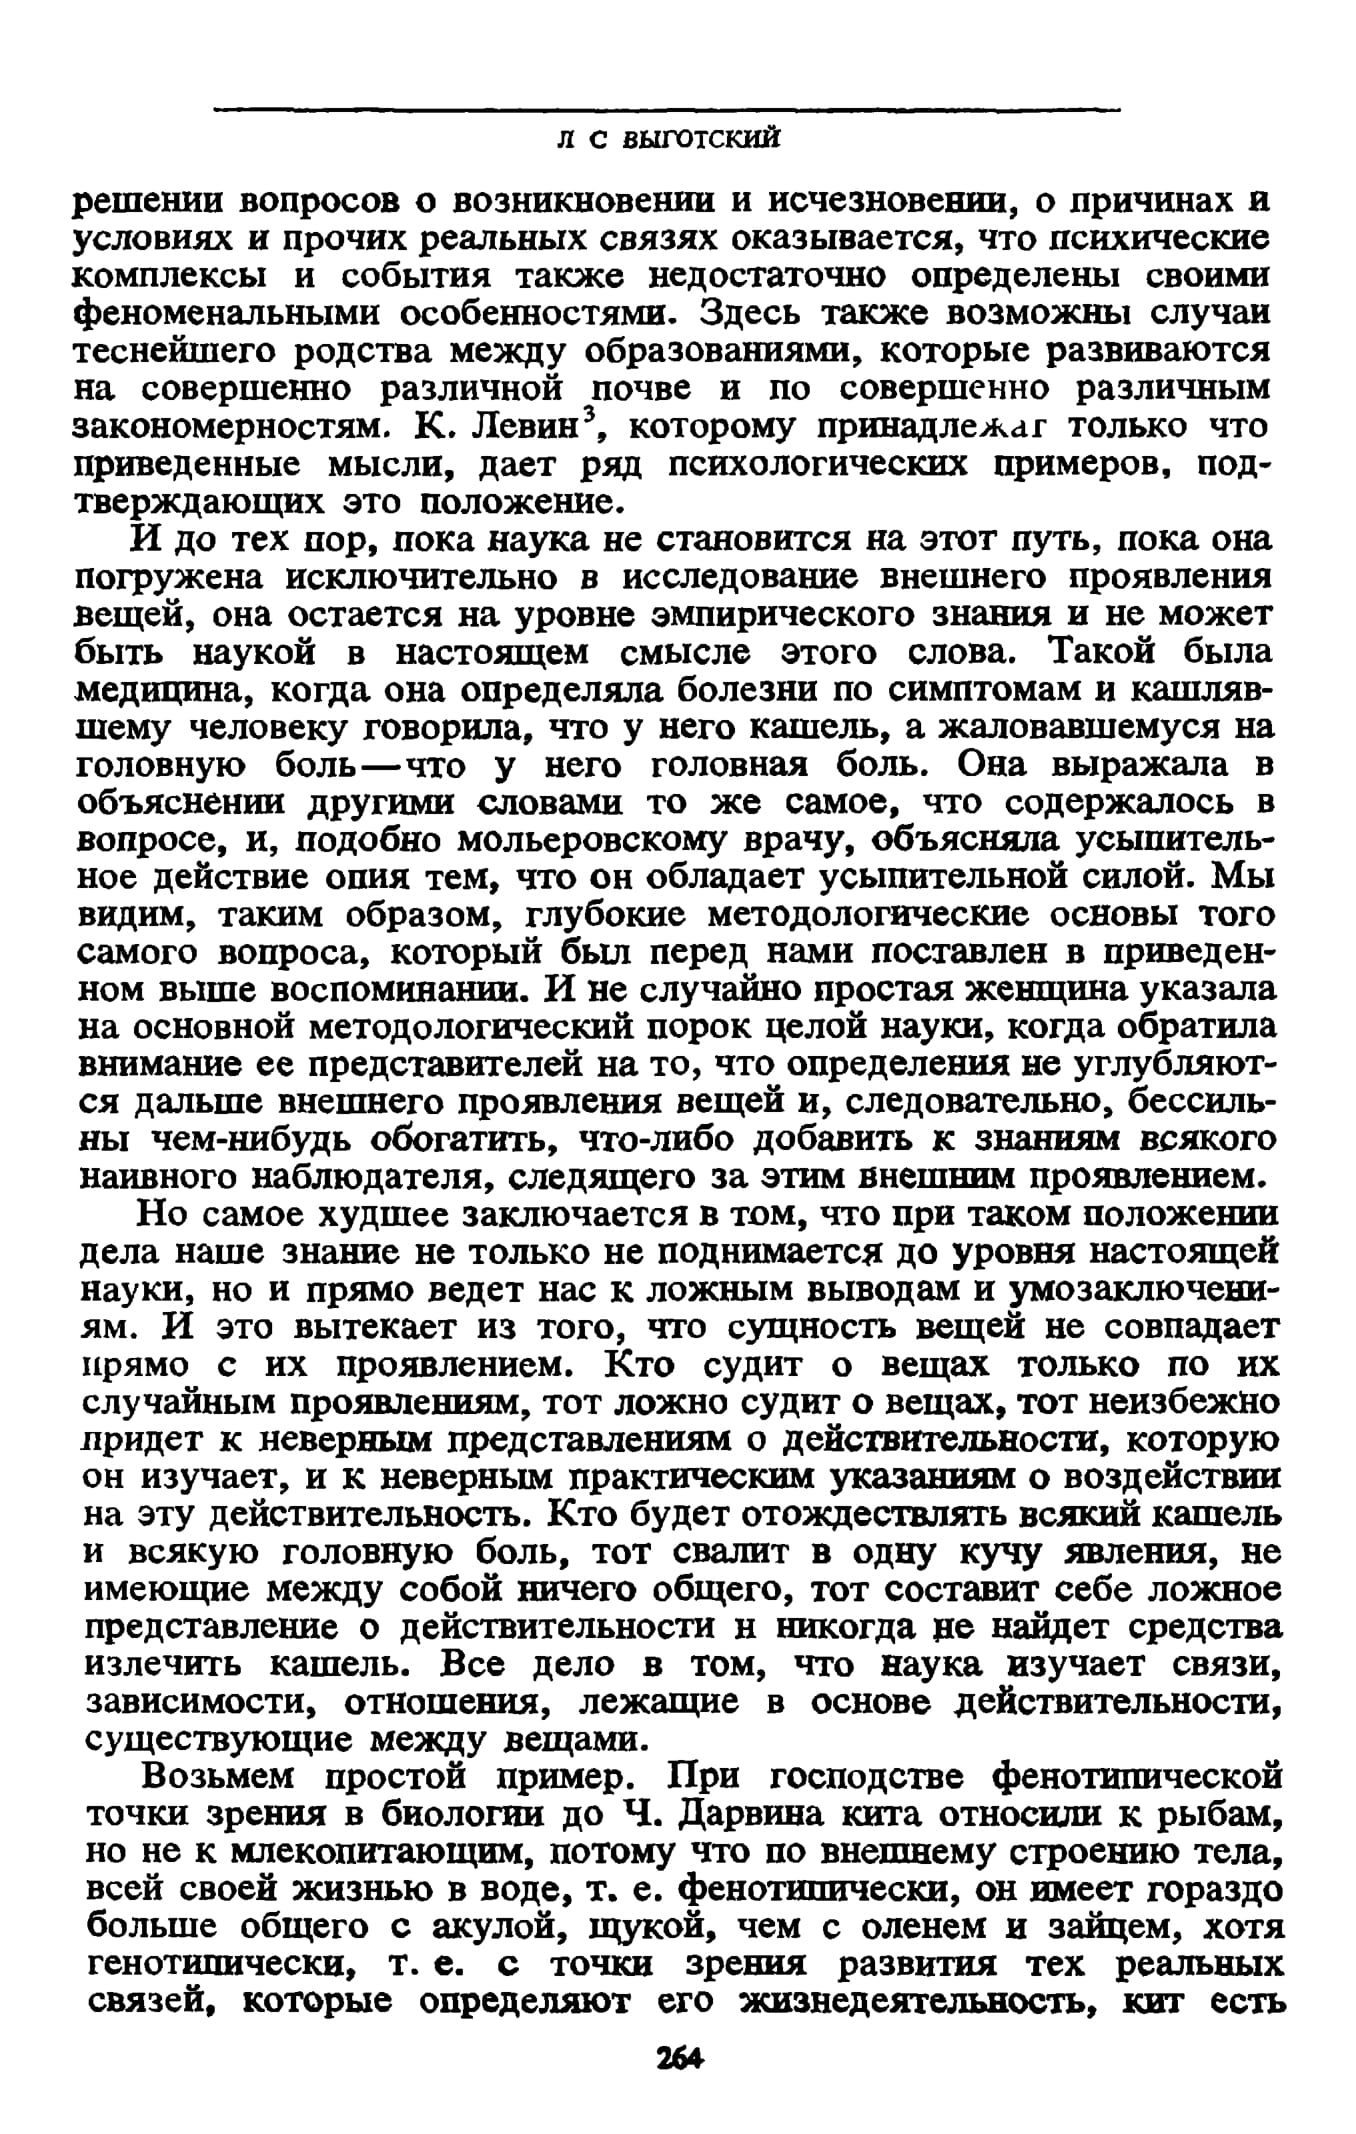 Л С ВЫГОТСКИЙ
решении вопросов о возникновении и исчезновении, о причинах и
условиях и прочих реальных связях оказывается, что психические
комплексы и события также недостаточно определены своими
феноменальными особенностями. Здесь также возможны случаи
теснейшего родства между образованиями, которые развиваются
на совершенно различной почве и по совершенно различным
закономерностям. К. Левин³, которому принадлежат только что
приведенные мысли, дает ряд психологических примеров, под-
тверждающих это положение.
И до тех пор, пока наука не становится на этот путь, пока она
погружена исключительно в исследование внешнего проявления
вещей, она остается на уровне эмпирического знания и не может
быть наукой в настоящем смысле этого слова. Такой была
медицина, когда она определяла болезни по симптомам и кашляв-
шему человеку говорила, что у него кашель, а жаловавшемуся на
головную боль—что у него головная боль. Она выражала в
объяснении другими словами то же самое, что содержалось в
вопросе, и, подобно мольеровскому врачу, объясняла усыпитель-
ное действие опия тем, что он обладает усыпительной силой. Мы
видим, таким образом, глубокие методологические основы того
самого вопроса, который был перед нами поставлен в приведен-
ном выше воспоминании. И не случайно простая женщина указала
на основной методологический порок целой науки, когда обратила
внимание ее представителей на то, что определения не углубляют-
ся дальше внешнего проявления вещей и, следовательно, бессиль-
ны чем-нибудь обогатить, что-либо добавить к знаниям всякого
наивного наблюдателя, следящего за этим внешним проявлением.
Но самое худшее заключается в том, что при таком положении
дела наше знание не только не поднимается до уровня настоящей
науки, но и прямо ведет нас к ложным выводам и умозаключени-
ям. И это вытекает из того, что сущность вещей не совпадает
прямо с их проявлением. Кто судит о вещах только по их
случайным проявлениям, тот ложно судит о вещах, тот неизбежно
придет к неверным представлениям о действительности, которую
он изучает, и к неверным практическим указаниям о воздействии
на эту действительность. Кто будет отождествлять всякий кашель
и всякую головную боль, тот свалит в одну кучу явления, не
имеющие между собой ничего общего, тот составит себе ложное
представление о действительности н никогда не найдет средства
излечить кашель. Все дело в том, что наука изучает связи,
зависимости, отношения, лежащие в основе действительности,
существующие между вещами.
Возьмем простой пример. При господстве фенотипической
точки зрения в биологии до Ч. Дарвина кита относили к рыбам,
но не к млекопитающим, потому что по внешнему строению тела,
всей своей жизнью в воде, т. е. фенотипически, он имеет гораздо
больше общего с акулой, щукой, чем с оленем и зайцем, хотя
генотипически, т. е. с точки зрения развития тех реальных
связей, которые определяют его жизнедеятельность, кит есть
264